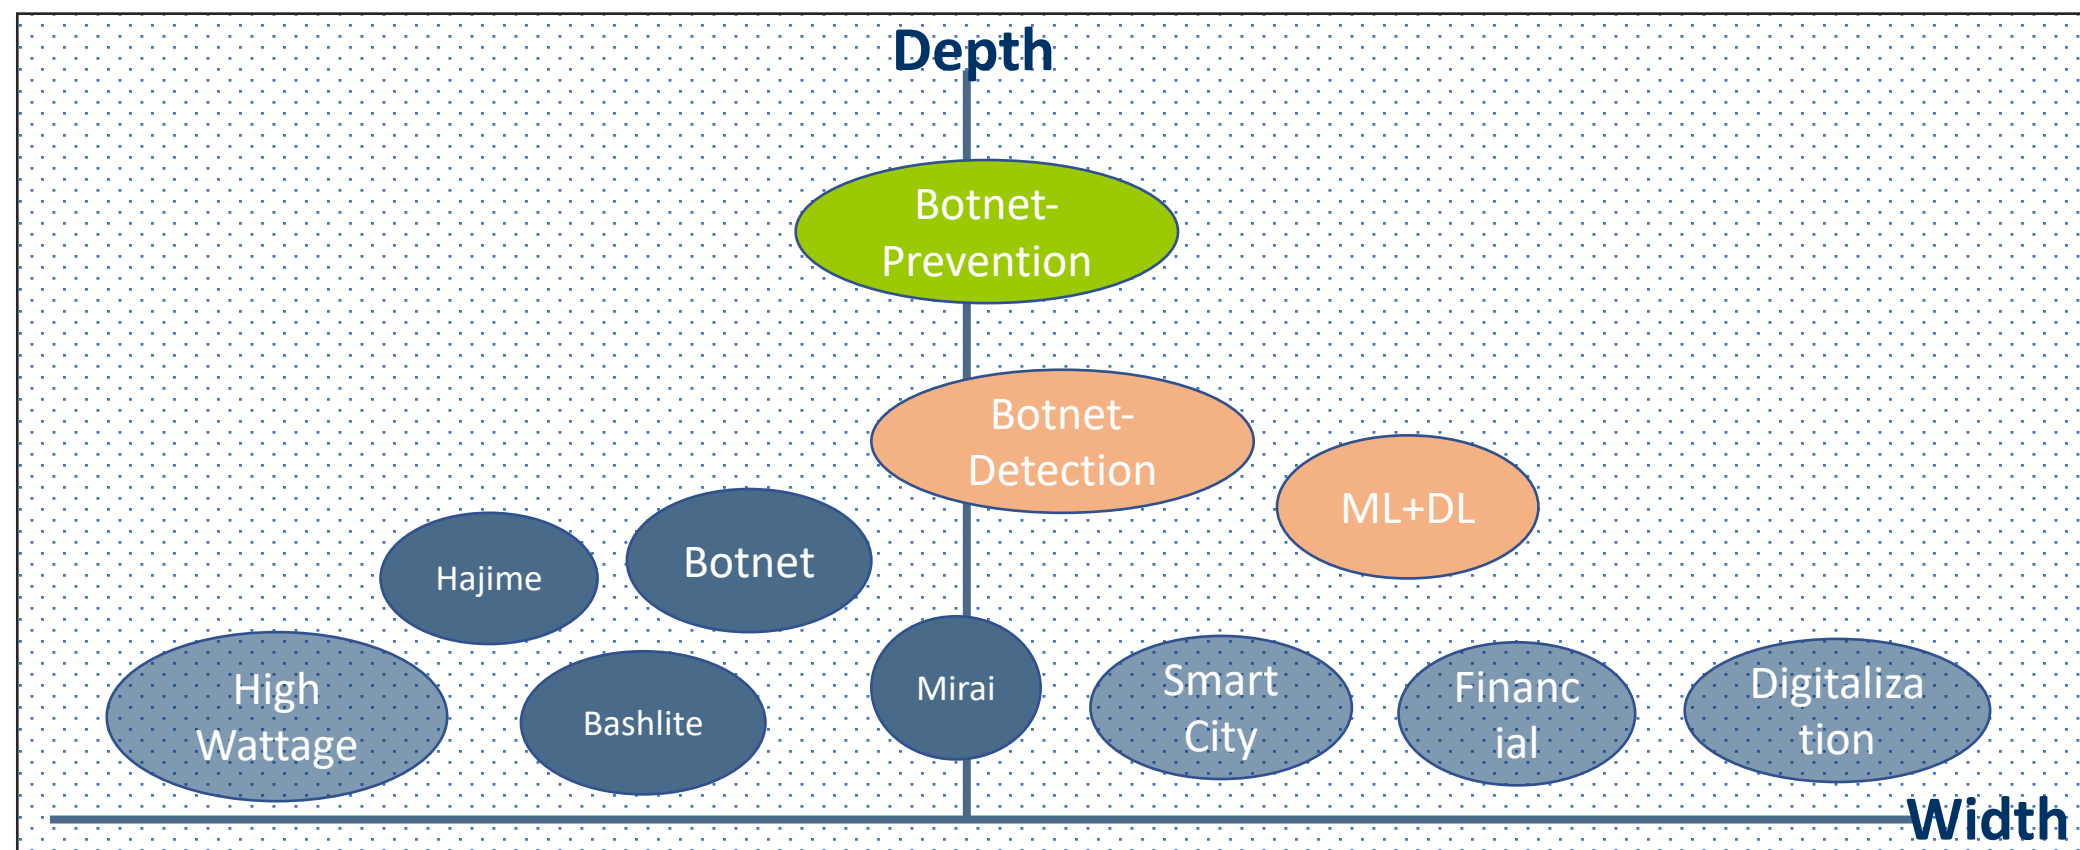 Depth
Botnet-
Prevention
Botnet-
Detection
ML+DL
Hajime
Botnet
High
Wattage
Bashlite
Mirai
Smart
City
Financ
ial
Digitaliza
tion
Width